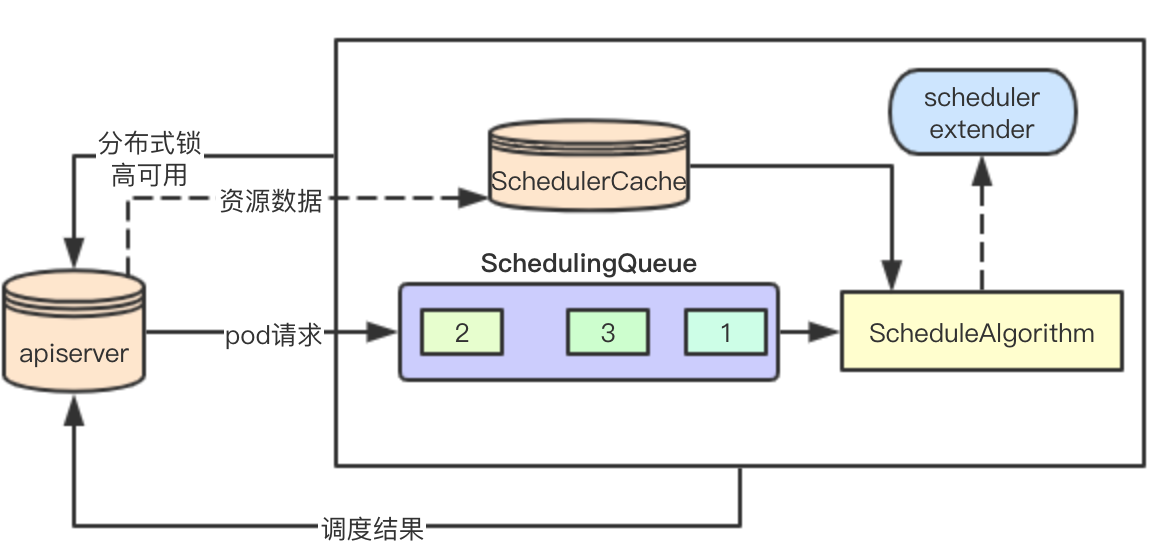 scheduler
extender
分布式锁
高可用
资源数据
SchedulerCache
SchedulingQueue
apiserver
pod请求
2
3
1
ScheduleAlgorithm
调度结果